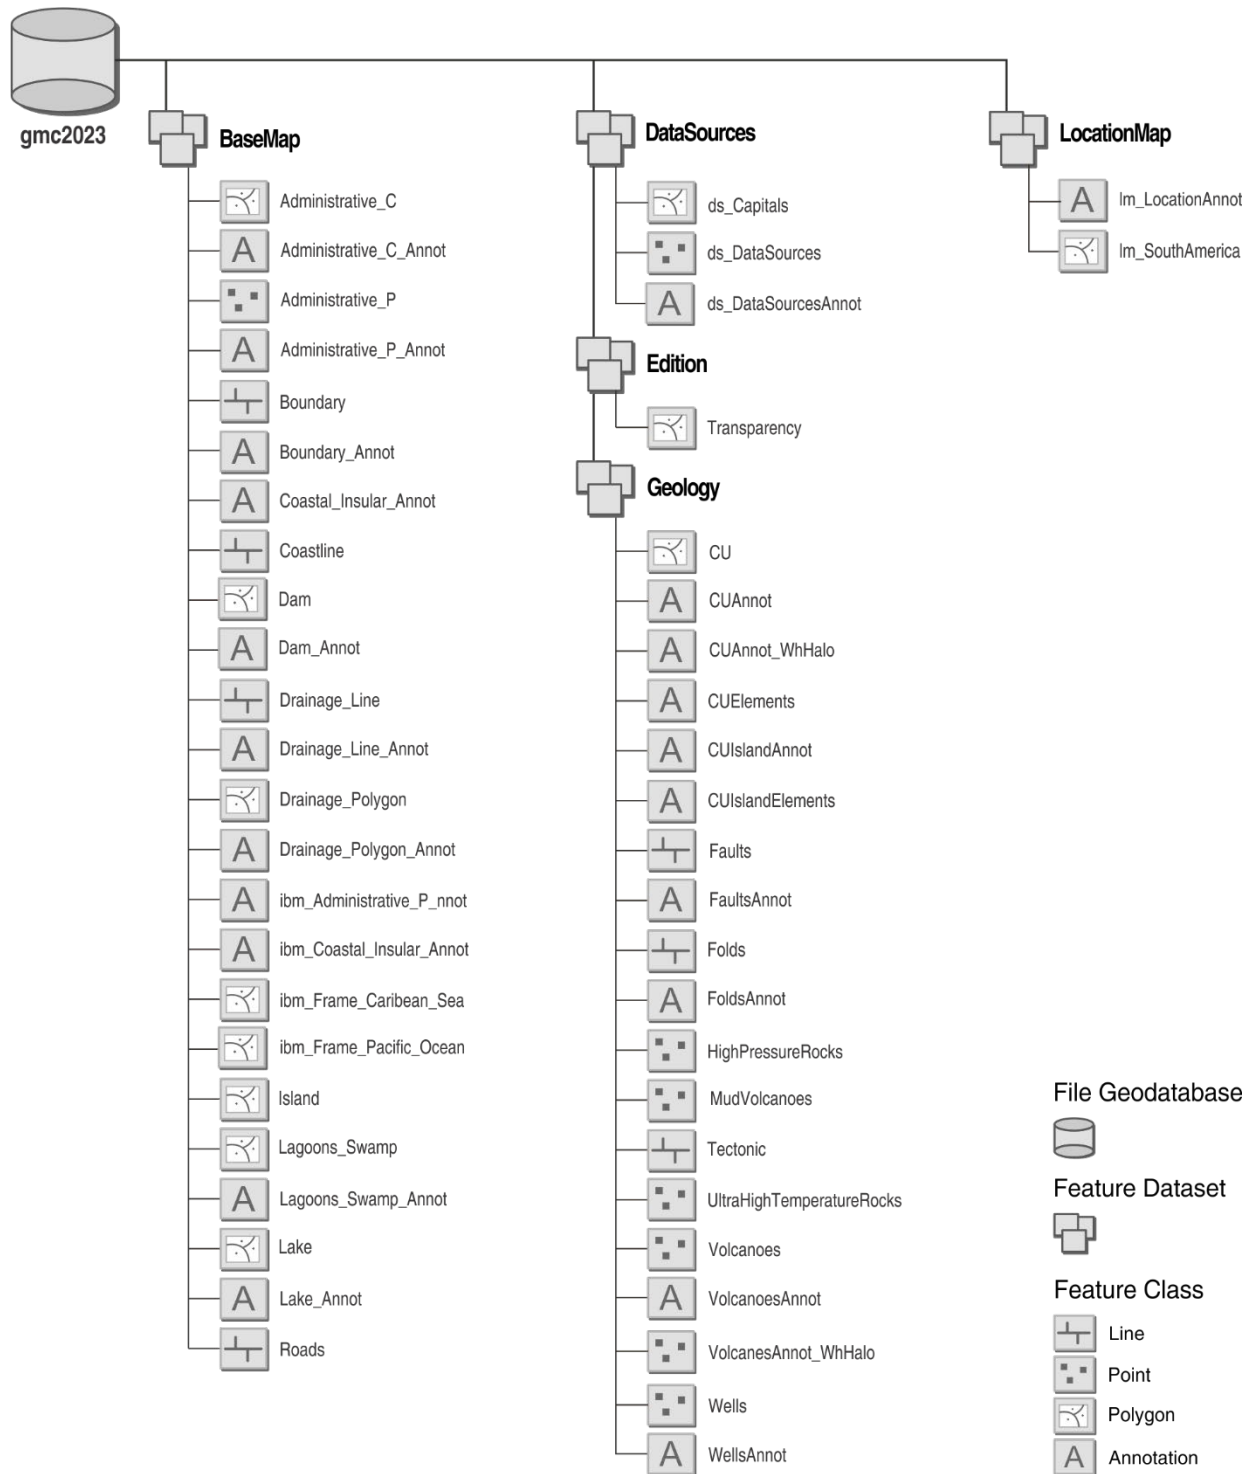 gmc2023
BaseMap
Administrative_C
Administrative_C_Annot
Administrative_P
Administrative_P_Annot
Boundary
Boundary_Annot
Coastal_Insular_Annot
Coastline
Dam
Dam_Annot
Drainage_Line
Drainage_Line_Annot
Drainage_Polygon
Drainage_Polygon_Annot
ibm_Administrative_P_nnot
ibm_Coastal_Insular_Annot
ibm_Frame_Caribean_Sea
ibm_Frame_Pacific_Ocean
Island
Lagoons_Swamp
Lagoons_Swamp_Annot
Lake
Lake_Annot
Roads
DataSources
ds_Capitals
ds_DataSources
ds_DataSourcesAnnot
Edition
Transparency
Geology
CU
CUAnnot
CUAnnot_WhHalo
CUElements
CUIslandAnnot
CUIslandElements
Faults
FaultsAnnot
Folds
FoldsAnnot
HighPressureRocks
MudVolcanoes
Tectonic
UltraHighTemperatureRocks
Volcanoes
VolcanoesAnnot
VolcanesAnnot_WhHalo
Wells
WellsAnnot
LocationMap
lm_LocationAnnot
lm_SouthAmerica
File Geodatabase
Feature Dataset
Feature Class
Line
Point
Polygon
A Annotation